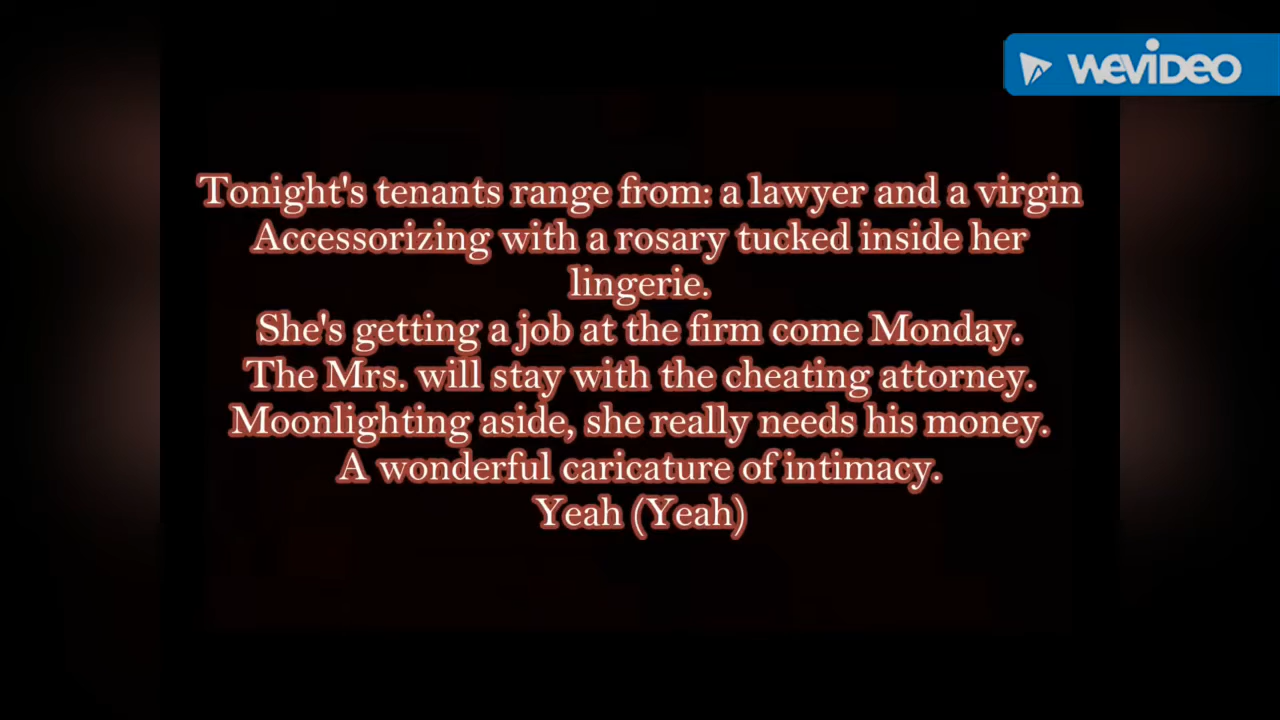 WEVIDEO
Tonight's tenants range from: a lawyer and a virgin
Accessorizing with a rosary tucked inside her
lingerie.
She's getting a job at the firm come Monday.
The Mrs. will stay with the cheating attorney.
Moonlighting aside, she really needs his money.
A wonderful caricature of intimacy.
Yeah (Yeah)